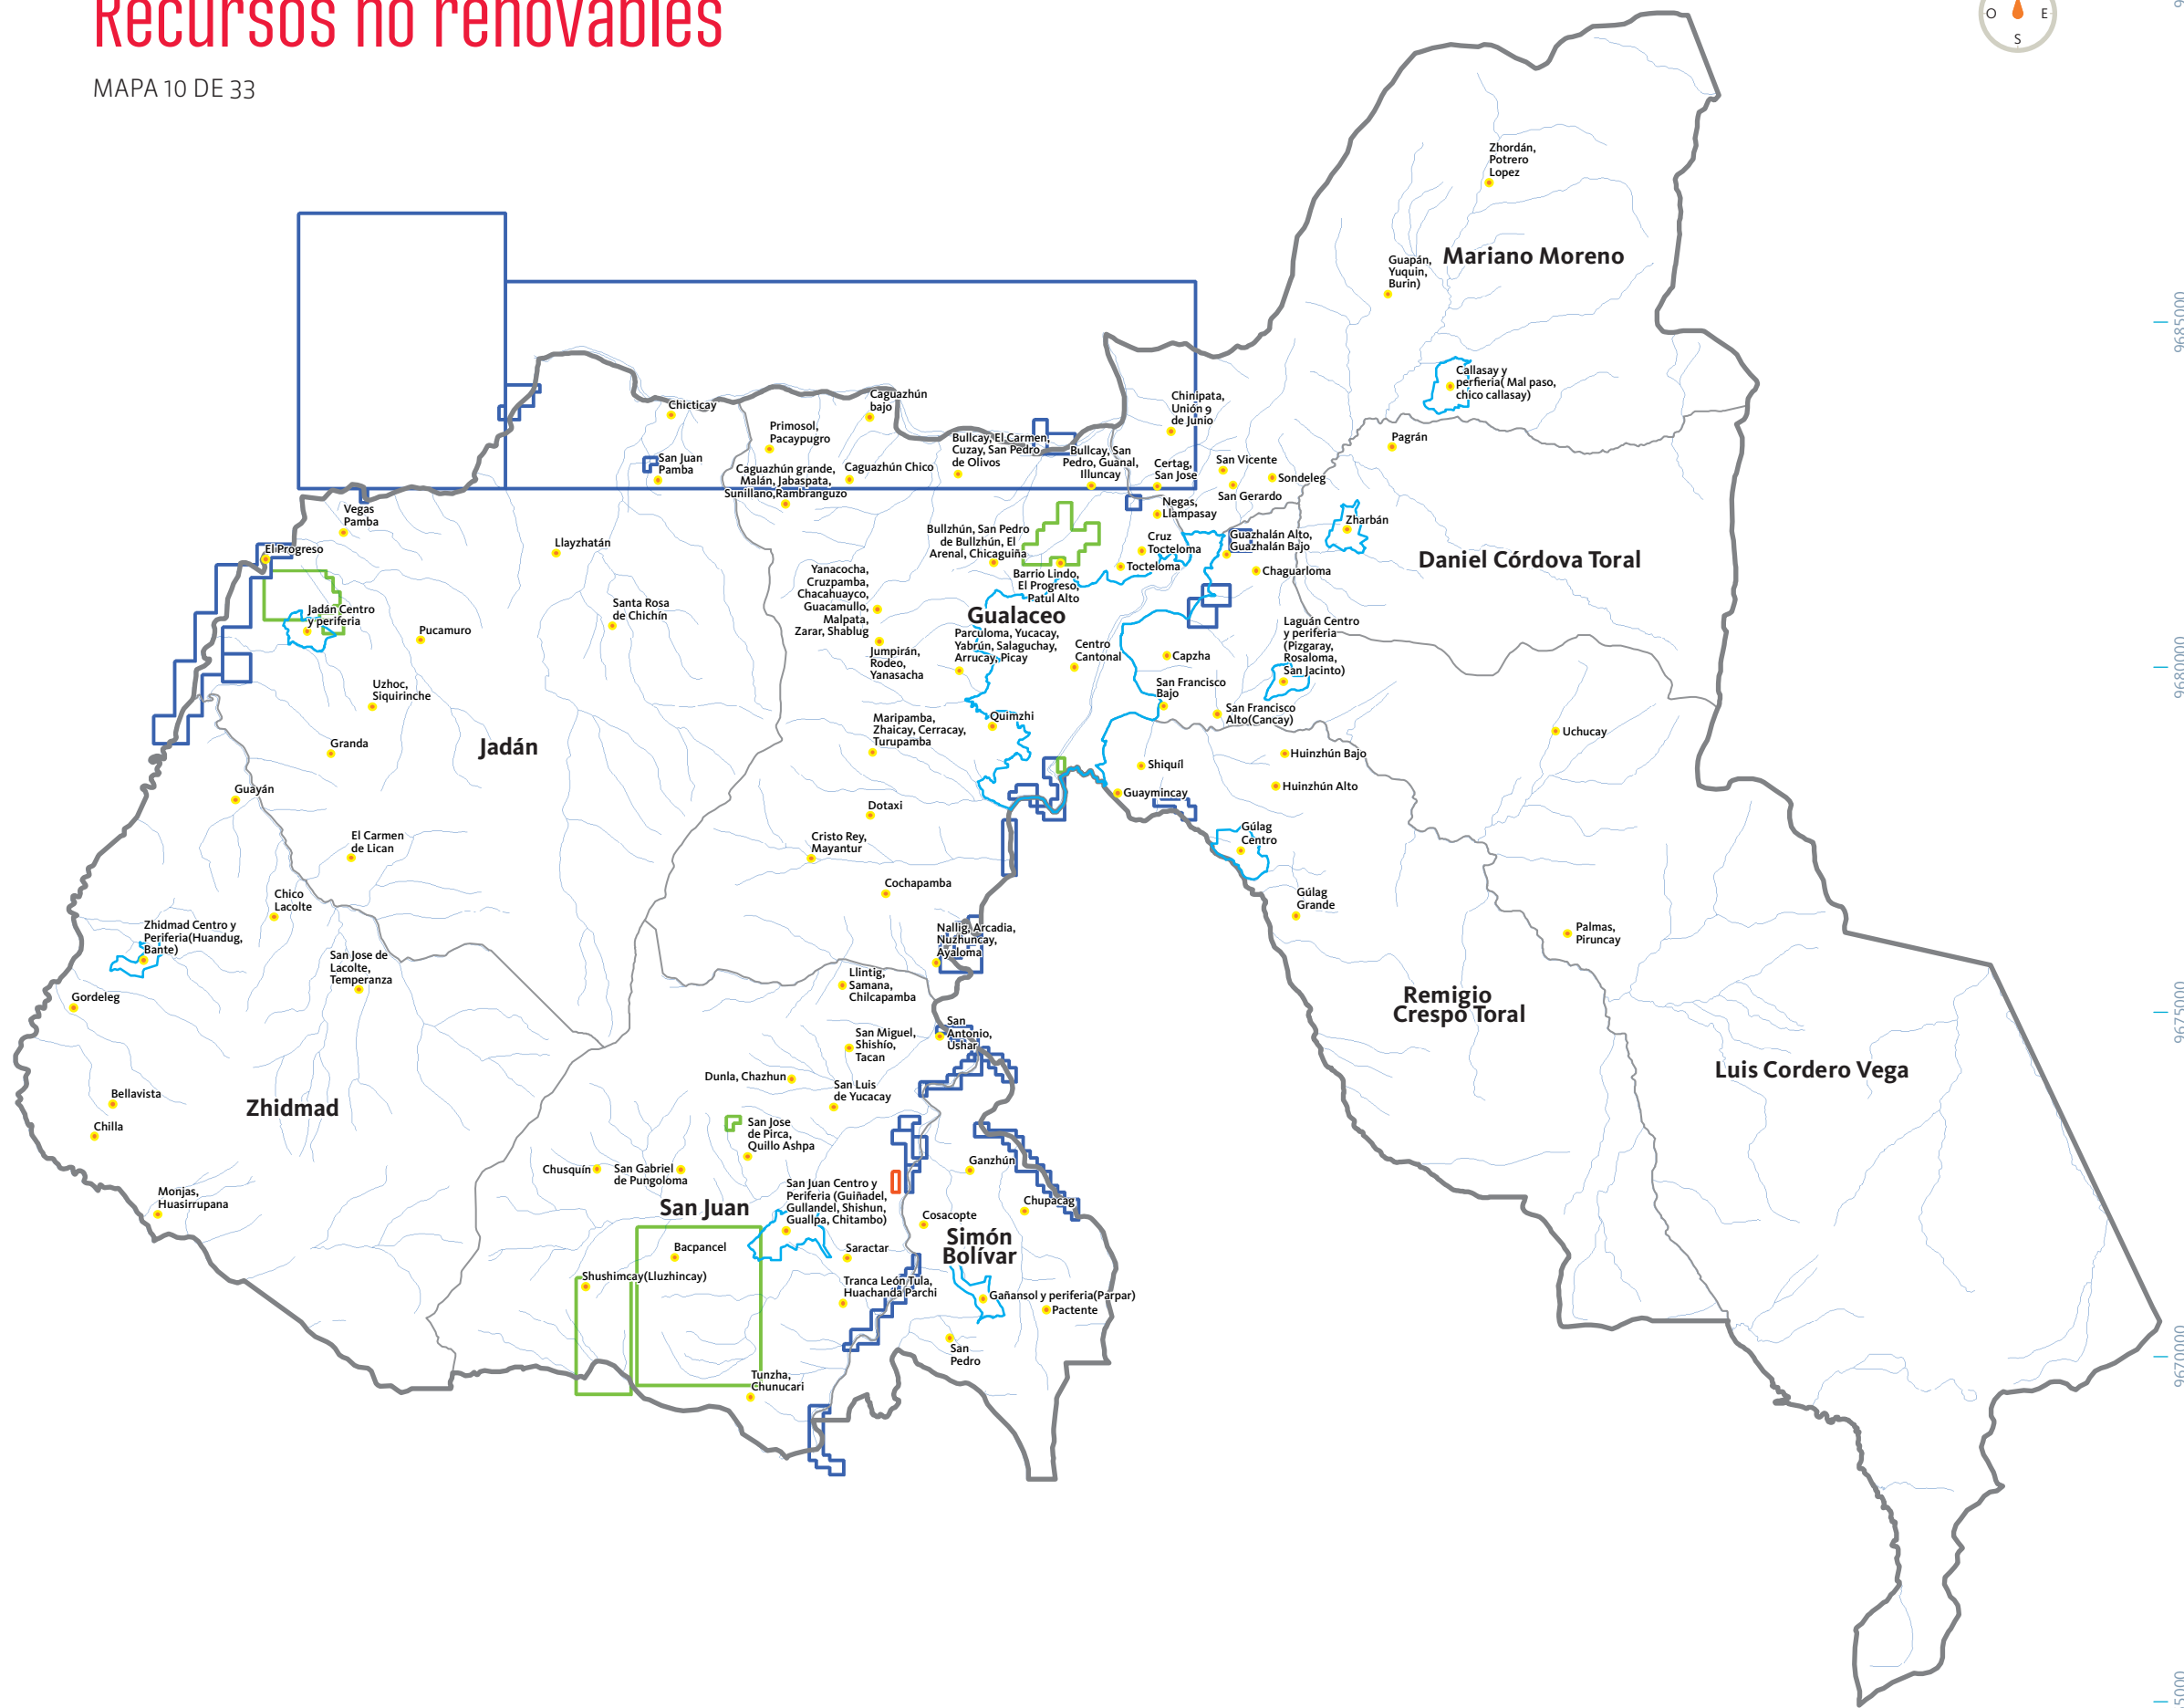 Recursos no renovables
MAPA 10 DE 33
O
E
S
Zhordán,
Potrero
Lopez
Mariano Moreno
Guapán,
Yuquin,
Burin)
9685000
Callasay y
perfieria( Mal paso,
chico callasay)
Pagrán
Chicticay
Caguazhún
bajo
Chinipata,
Unión 9
de Junio
Primosol,
Pacaypugro
Bullcay, El Carmen,
Cuzay, San Pedro
de Olivos
Bullcay, San
Pedro, Guanal,
Illuncay
San Juan
Pamba
Caguazhún grande,
Malán, Jabaspata,
Sunillano,Rambranguzo
Caguazhún Chico
Certag,
San Jose
San Vicente
Sondeleg
San Gerardo
Negas,
Llampasay
Vegas
Pamba
Zharbán
El Progreso
Llayzhatán
Bullzhún, San Pedro
de Bullzhún, El
Arenal, Chicaguiña
Cruz
Tocteloma
Guazhalán Alto,
Guazhalán Bajo
Daniel Córdova Toral
Tocteloma
Chaguarloma
Barrio Lindo,
El Progreso,
Patul Alto
Yanacocha,
Cruzpamba,
Chacahuayco,
Guacamullo,
Malpata,
Zarar, Shablug
Jadán Centro
y periferia
Santa Rosa
de Chichín
Gualaceo
Pucamuro
Laguán Centro
y periferia
(Pizgaray,
Rosaloma,
San Jacinto)
Parculoma, Yucacay,
Yabrún, Salaguchay,
Arrucay, Picay
Jumpirán,
Rodeo,
Yanasacha
Centro
Cantonal
Capzha
9680000
Uzhoc,
Siquirinche
San Francisco
Bajo
San Francisco
Alto(Cancay)
Quimzhi
Maripamba,
Zhaicay, Cerracay,
Turupamba
Uchucay
Granda
Jadán
Huinzhún Bajo
Shiquíl
Huinzhún Alto
Guayán
Guaymincay
Dotaxi
El Carmen
de Lican
Cristo Rey,
Mayantur
Gúlag
Centro
Cochapamba
Chico
Lacolte
Gúlag
Grande
Zhidmad Centro y
Periferia(Huandug,
Bante)
Nallig, Arcadia,
Nuzhuncay,
Ayaloma
Palmas,
Piruncay
San Jose de
Lacolte,
Temperanza
Llintig,
Samana,
Chilcapamba
Gordeleg
Remigio
Crespo Toral
9675000
San
Antonio,
Ushar
San Miguel,
Shishío,
Tacan
Dunla, Chazhun
Luis Cordero Vega
San Luis
de Yucacay
Bellavista
Zhidmad
Chilla
San Jose
de Pirca,
Quillo Ashpa
Chusquín
San Gabriel
de Pungoloma
Ganzhún
Monjas,
Huasirrupana
San Juan Centro y
Periferia (Guiñadel,
Gullandel, Shishun,
Guallpa, Chitambo)
San Juan
Chupacag
Cosacopte
Simón
Bolívar
Bacpancel
Saractar
Shushimcay(Lluzhincay)
Tranca León Tula,
Huachanda Parchi
Gañansol y periferia(Parpar)
Pactente
San
Pedro
9670000
Tunzha,
Chunucari